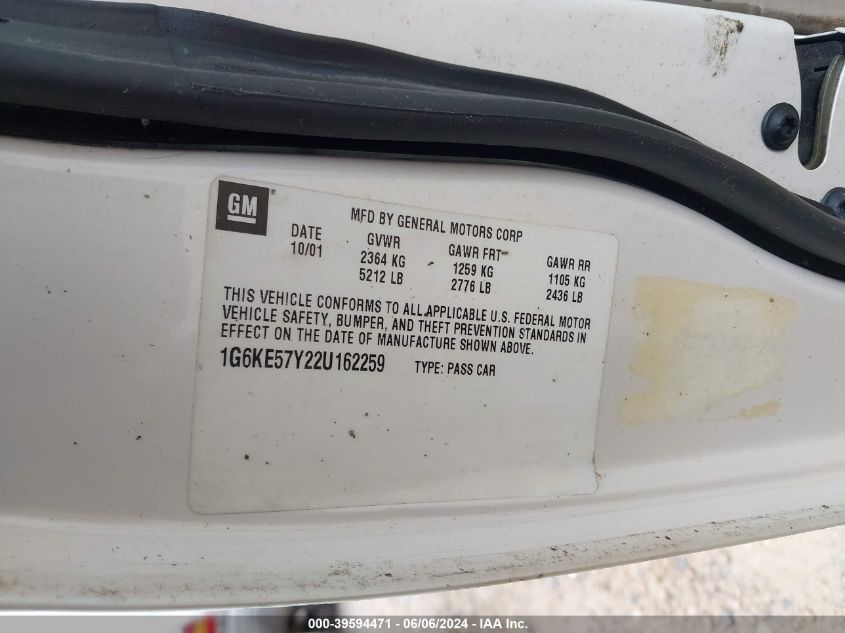 GM
MFD BY GENERAL MOTORS CORP
DATE GVWR GAWR FRT GAWR RR
10/01 2364 KG 1259 KG 1105 KG
5212 LB 2776 LB 2436 LB
THIS VEHICLE CONFORMS TO ALL APPLICABLE U.S. FEDERAL MOTOR
VEHICLE SAFETY, BUMPER, AND THEFT PREVENTION STANDARDS IN
EFFECT ON THE DATE OF MANUFACTURE SHOWN ABOVE.
1G6KE57Y22U162259 TYPE: PASS CAR
000-39594471 - 06/06/2024 - IAA Inc.